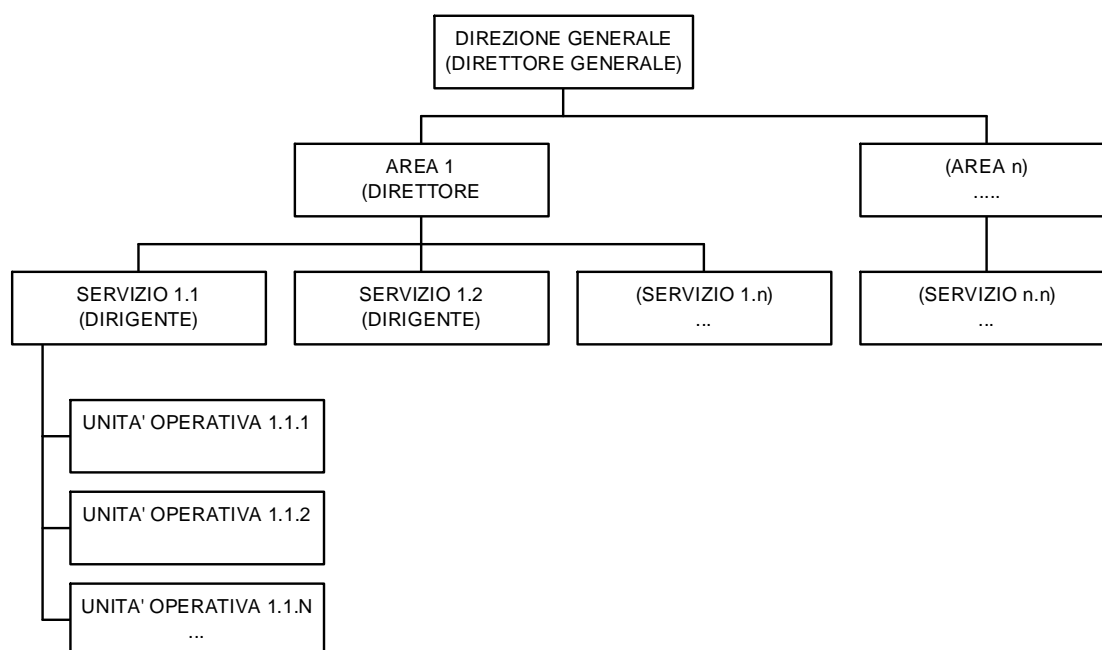 DIREZIONE GENERALE
(DIRETTORE GENERALE)
AREA 1
(DIRETTORE
(AREA n)
.....
SERVIZIO 1.1
(DIRIGENTE)
SERVIZIO 1.2
(DIRIGENTE)
(SERVIZIO 1.n)
...
(SERVIZIO n.n)
...
UNITA' OPERATIVA 1.1.1
UNITA' OPERATIVA 1.1.2
UNITA' OPERATIVA 1.1.N
...